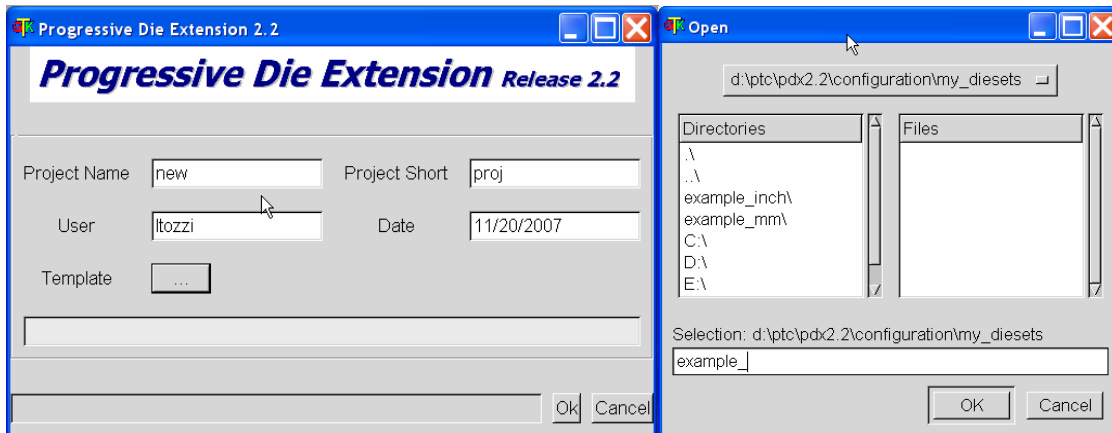 Progressive Die Extension 2.2
Progressive Die Extension Release 2.2
Project Name new Project Short proj
User ltozzi Date 11/20/2007
Template ...
Ok Cancel
Open
d:\ptc\pdx2.2\configuration\my_diesets
Directories Files
.\
..\
example_inch\
example_mm\
C:\
D:\
E:\
Selection: d:\ptc\pdx2.2\configuration\my_diesets
example_
OK Cancel